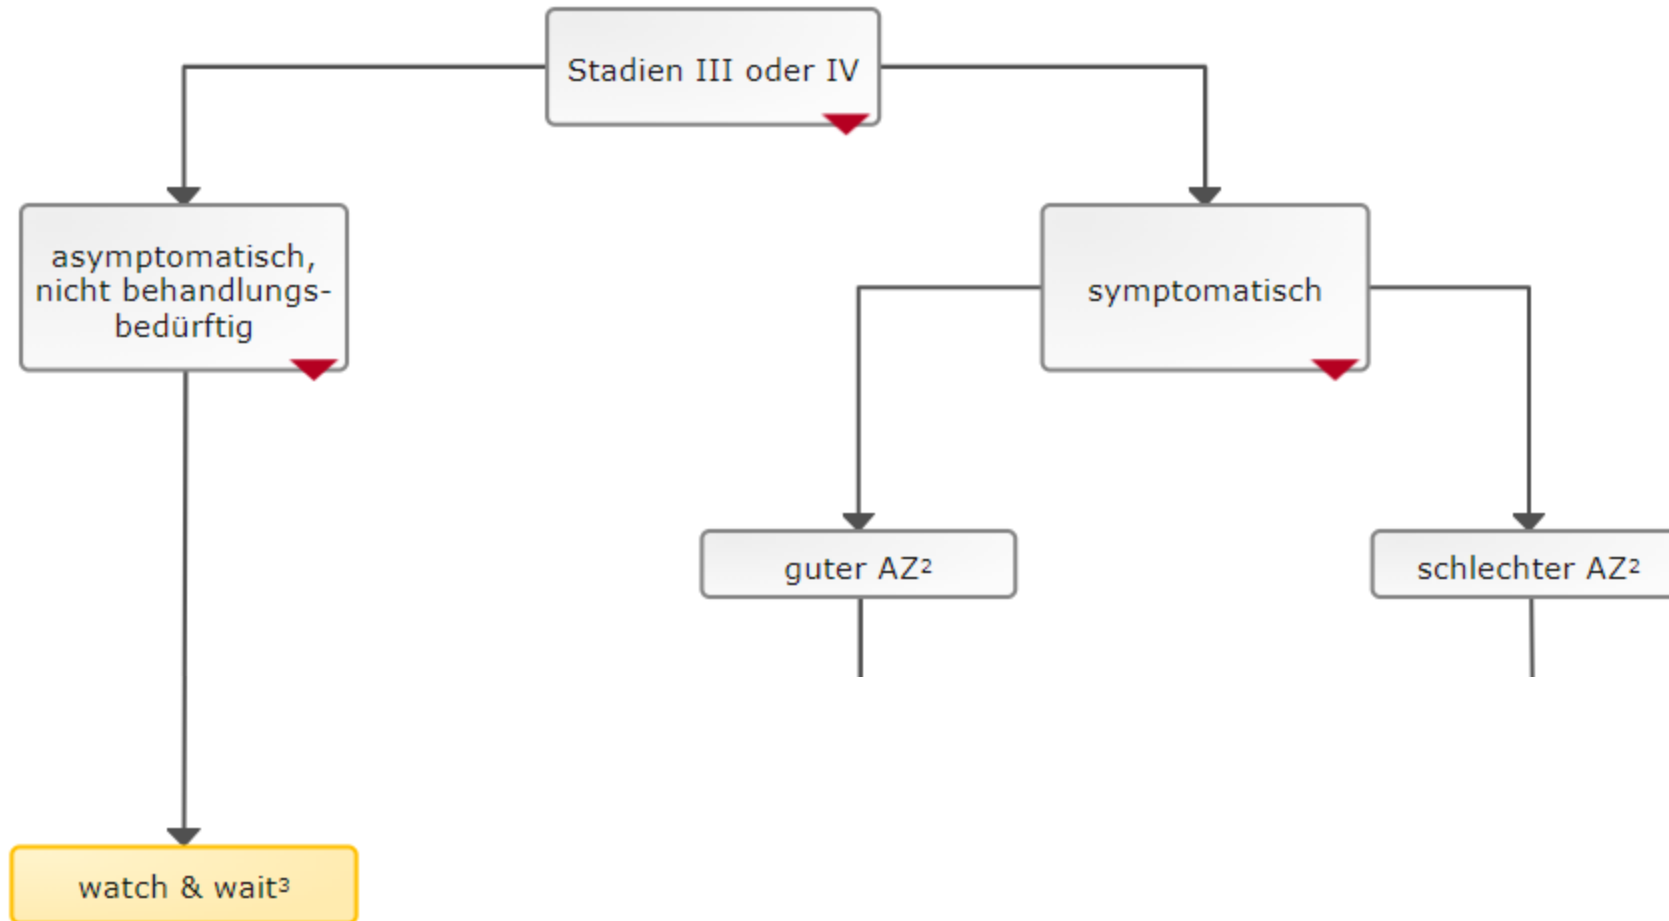 Stadien III oder IV
asymptomatisch,
nicht behandlungs-
bedürftig
symptomatisch
guter AZ²
schlechter AZ²
watch & wait³